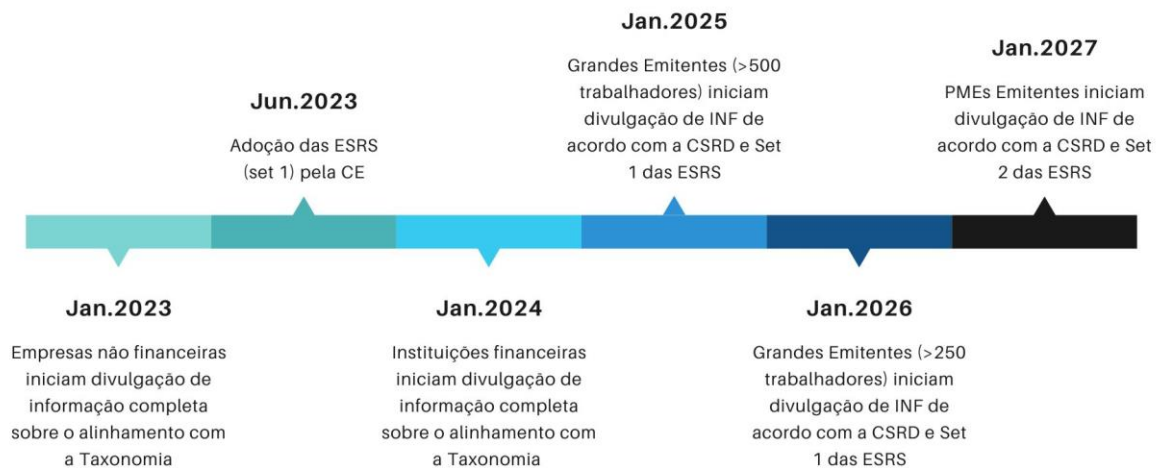 Jan.2025
Grandes Emitentes (>500
trabalhadores) iniciam
divulgação de INF de
acordo com a CSRD e Set
1 das ESRS
Jan.2027
PMEs Emitentes iniciam
divulgação de INF de
acordo com a CSRD e Set
2 das ESRS
Jun.2023
Adoção das ESRS
(set 1) pela CE
Jan.2023
Empresas não financeiras
iniciam divulgação de
informação completa
sobre o alinhamento com
a Taxonomia
Jan.2024
Instituições financeiras
iniciam divulgação de
informação completa
sobre o alinhamento com
a Taxonomia
Jan.2026
Grandes Emitentes (>250
trabalhadores) iniciam
divulgação de INF de
acordo com a CSRD e Set
1 das ESRS